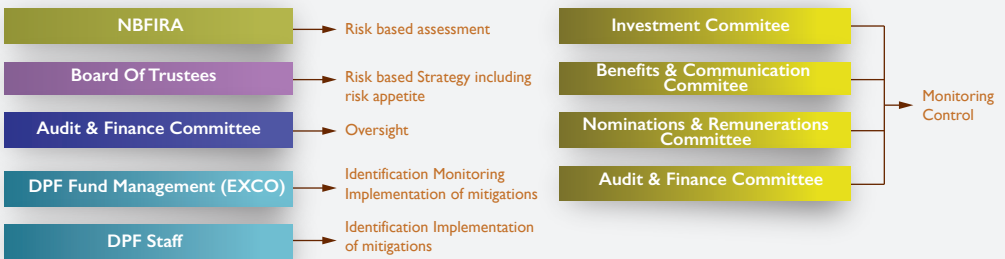 NBFIRA
Risk based assessment
Board Of Trustees
Risk based Strategy including
risk appetite
Audit & Finance Committee
Oversight
DPF Fund Management (EXCO)
Identification Monitoring
Implementation of mitigations
DPF Staff
Identification Implementation
of mitigations
Investment Commitee
Benefits & Communication
Committee
Nominations & Remunerations
Committee
Audit & Finance Committee
Monitoring
Control